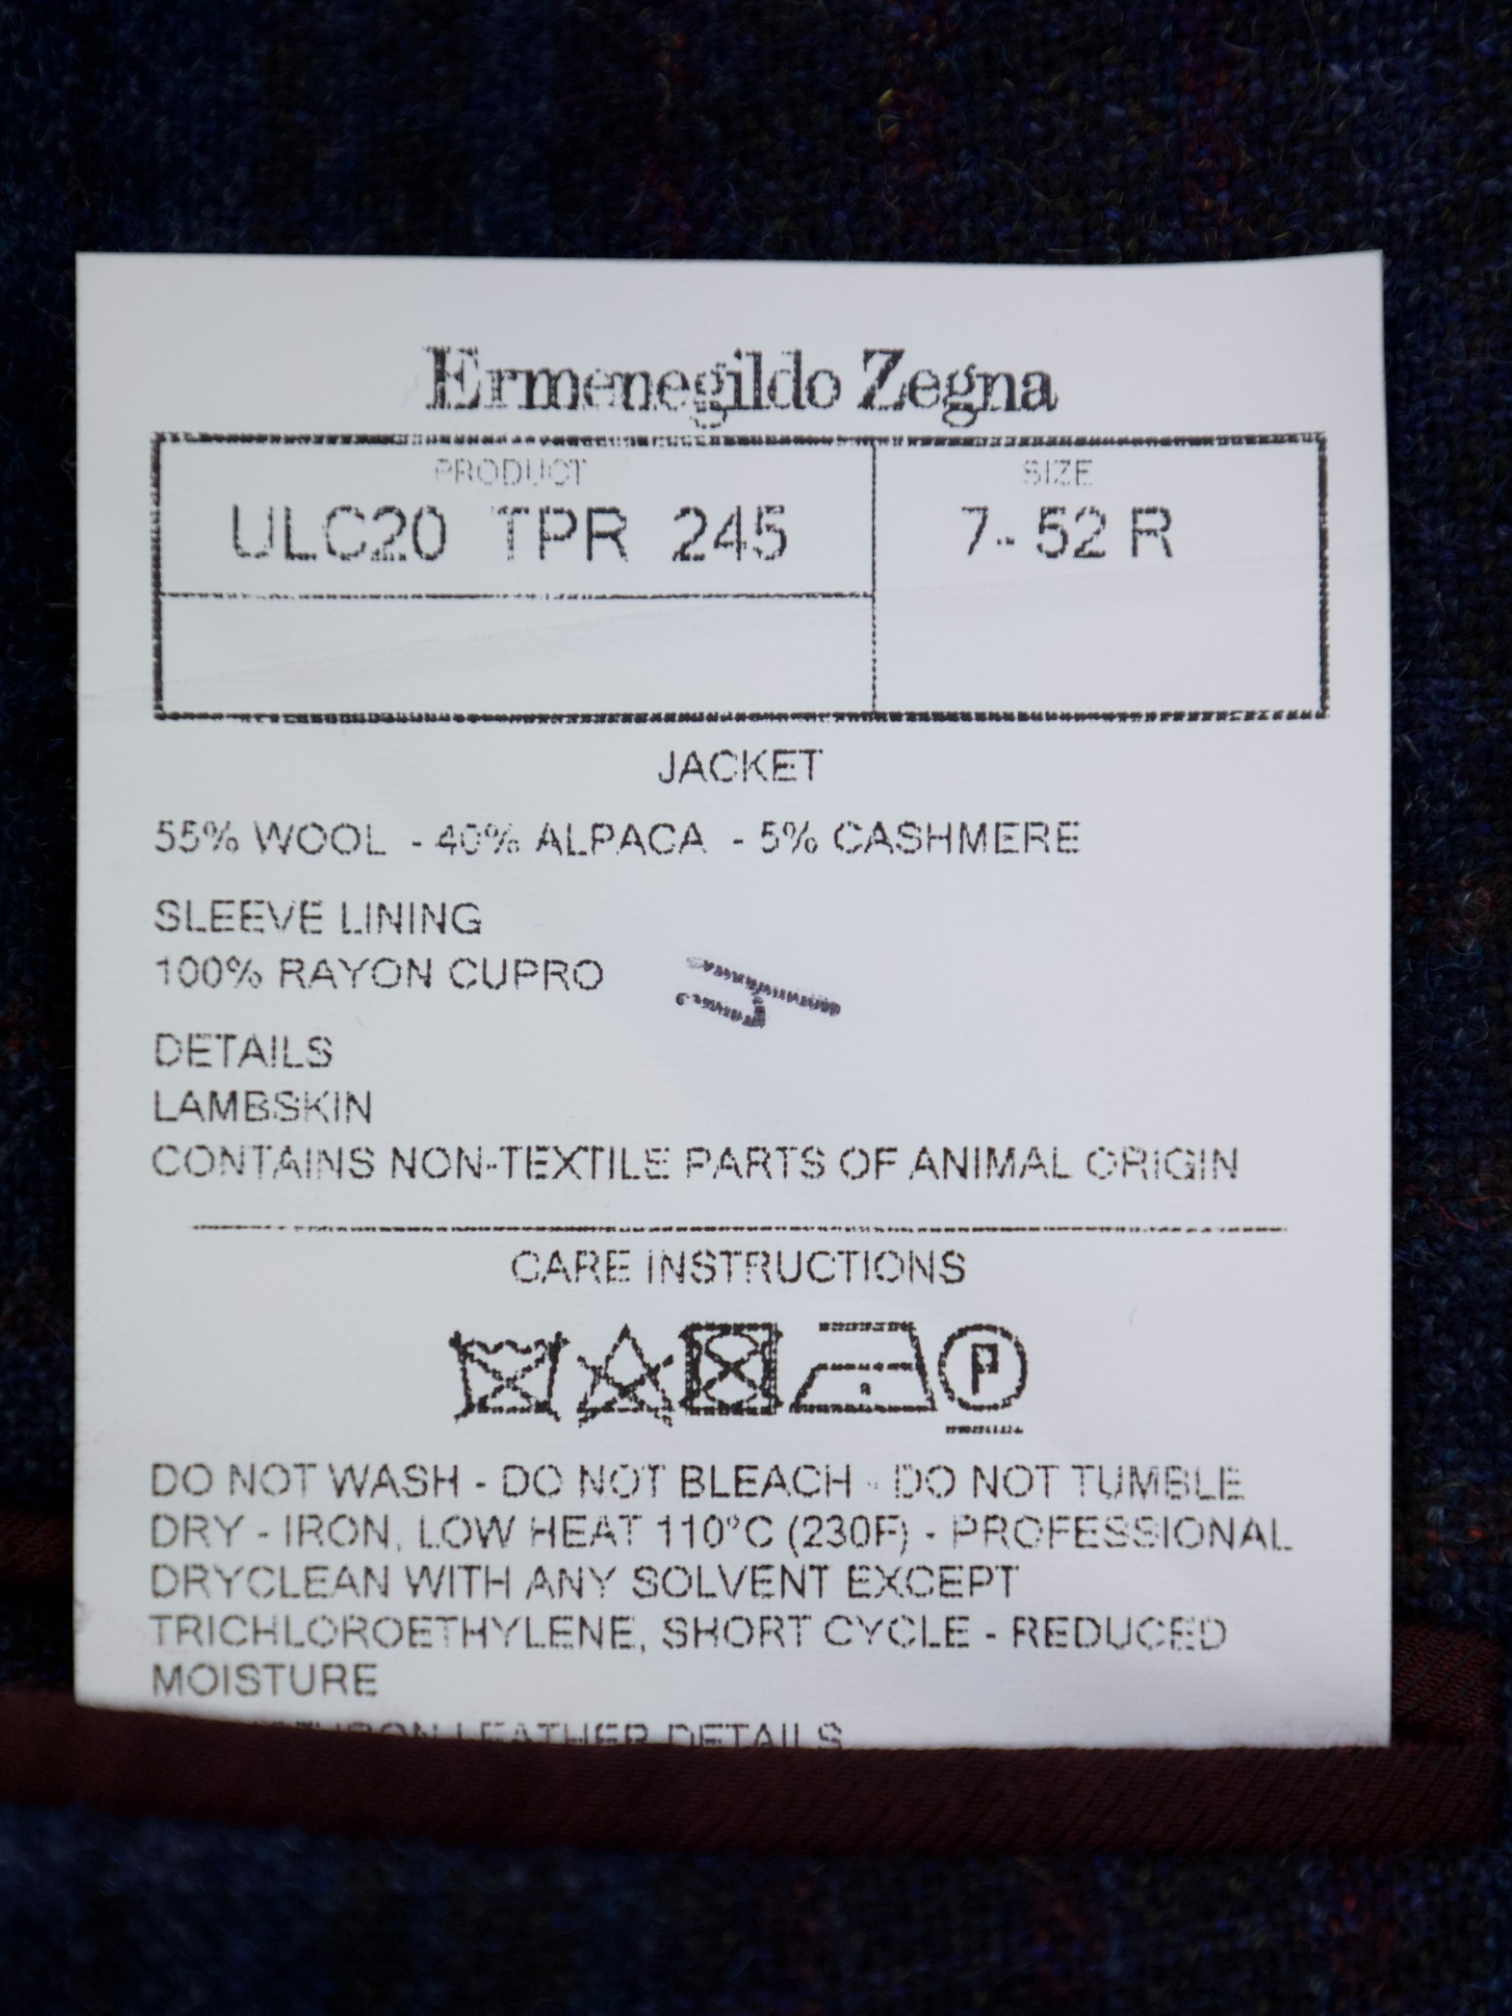 Ermenegildo Zegna
PRODUCT
SIZE
ULC20 TPR 245
7- 52 R
JACKET
55% WOOL - 40% ALPACA - 5% CASHMERE
SLEEVE LINING
100% RAYON CUPRO
DETAILS
LAMBSKIN
CONTAINS NON-TEXTILE PARTS OF ANIMAL ORIGIN
CARE INSTRUCTIONS
P
DO NOT WASH - DO NOT BLEACH - DO NOT TUMBLE
DRY - IRON, LOW HEAT 110°C (230F) - PROFESSIONAL
DRYCLEAN WITH ANY SOLVENT EXCEPT
TRICHLOROETHYLENE, SHORT CYCLE - REDUCED
MOISTURE
IRON LEATHER DETAILS